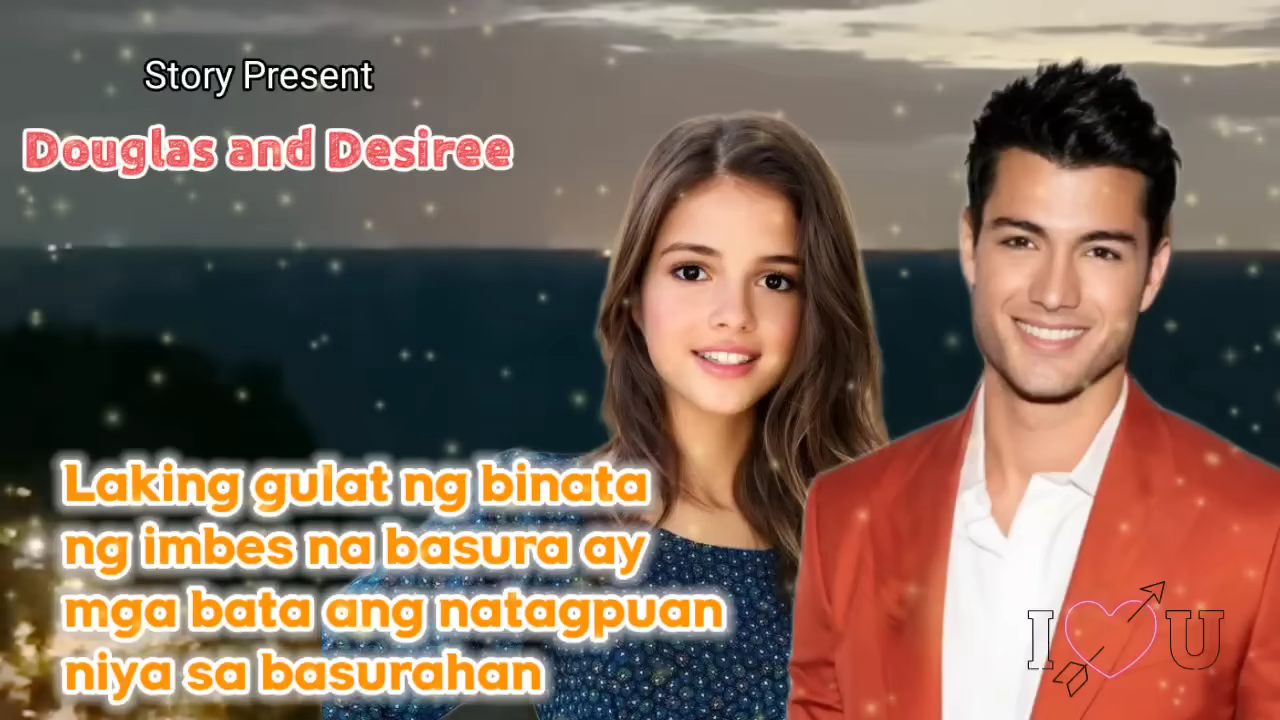 Story Present
Douglas and Desiree
Laking gulat ng binata
ng imbes na basura ay
mga bata ang natagpuan
niya sa basurahan
I U